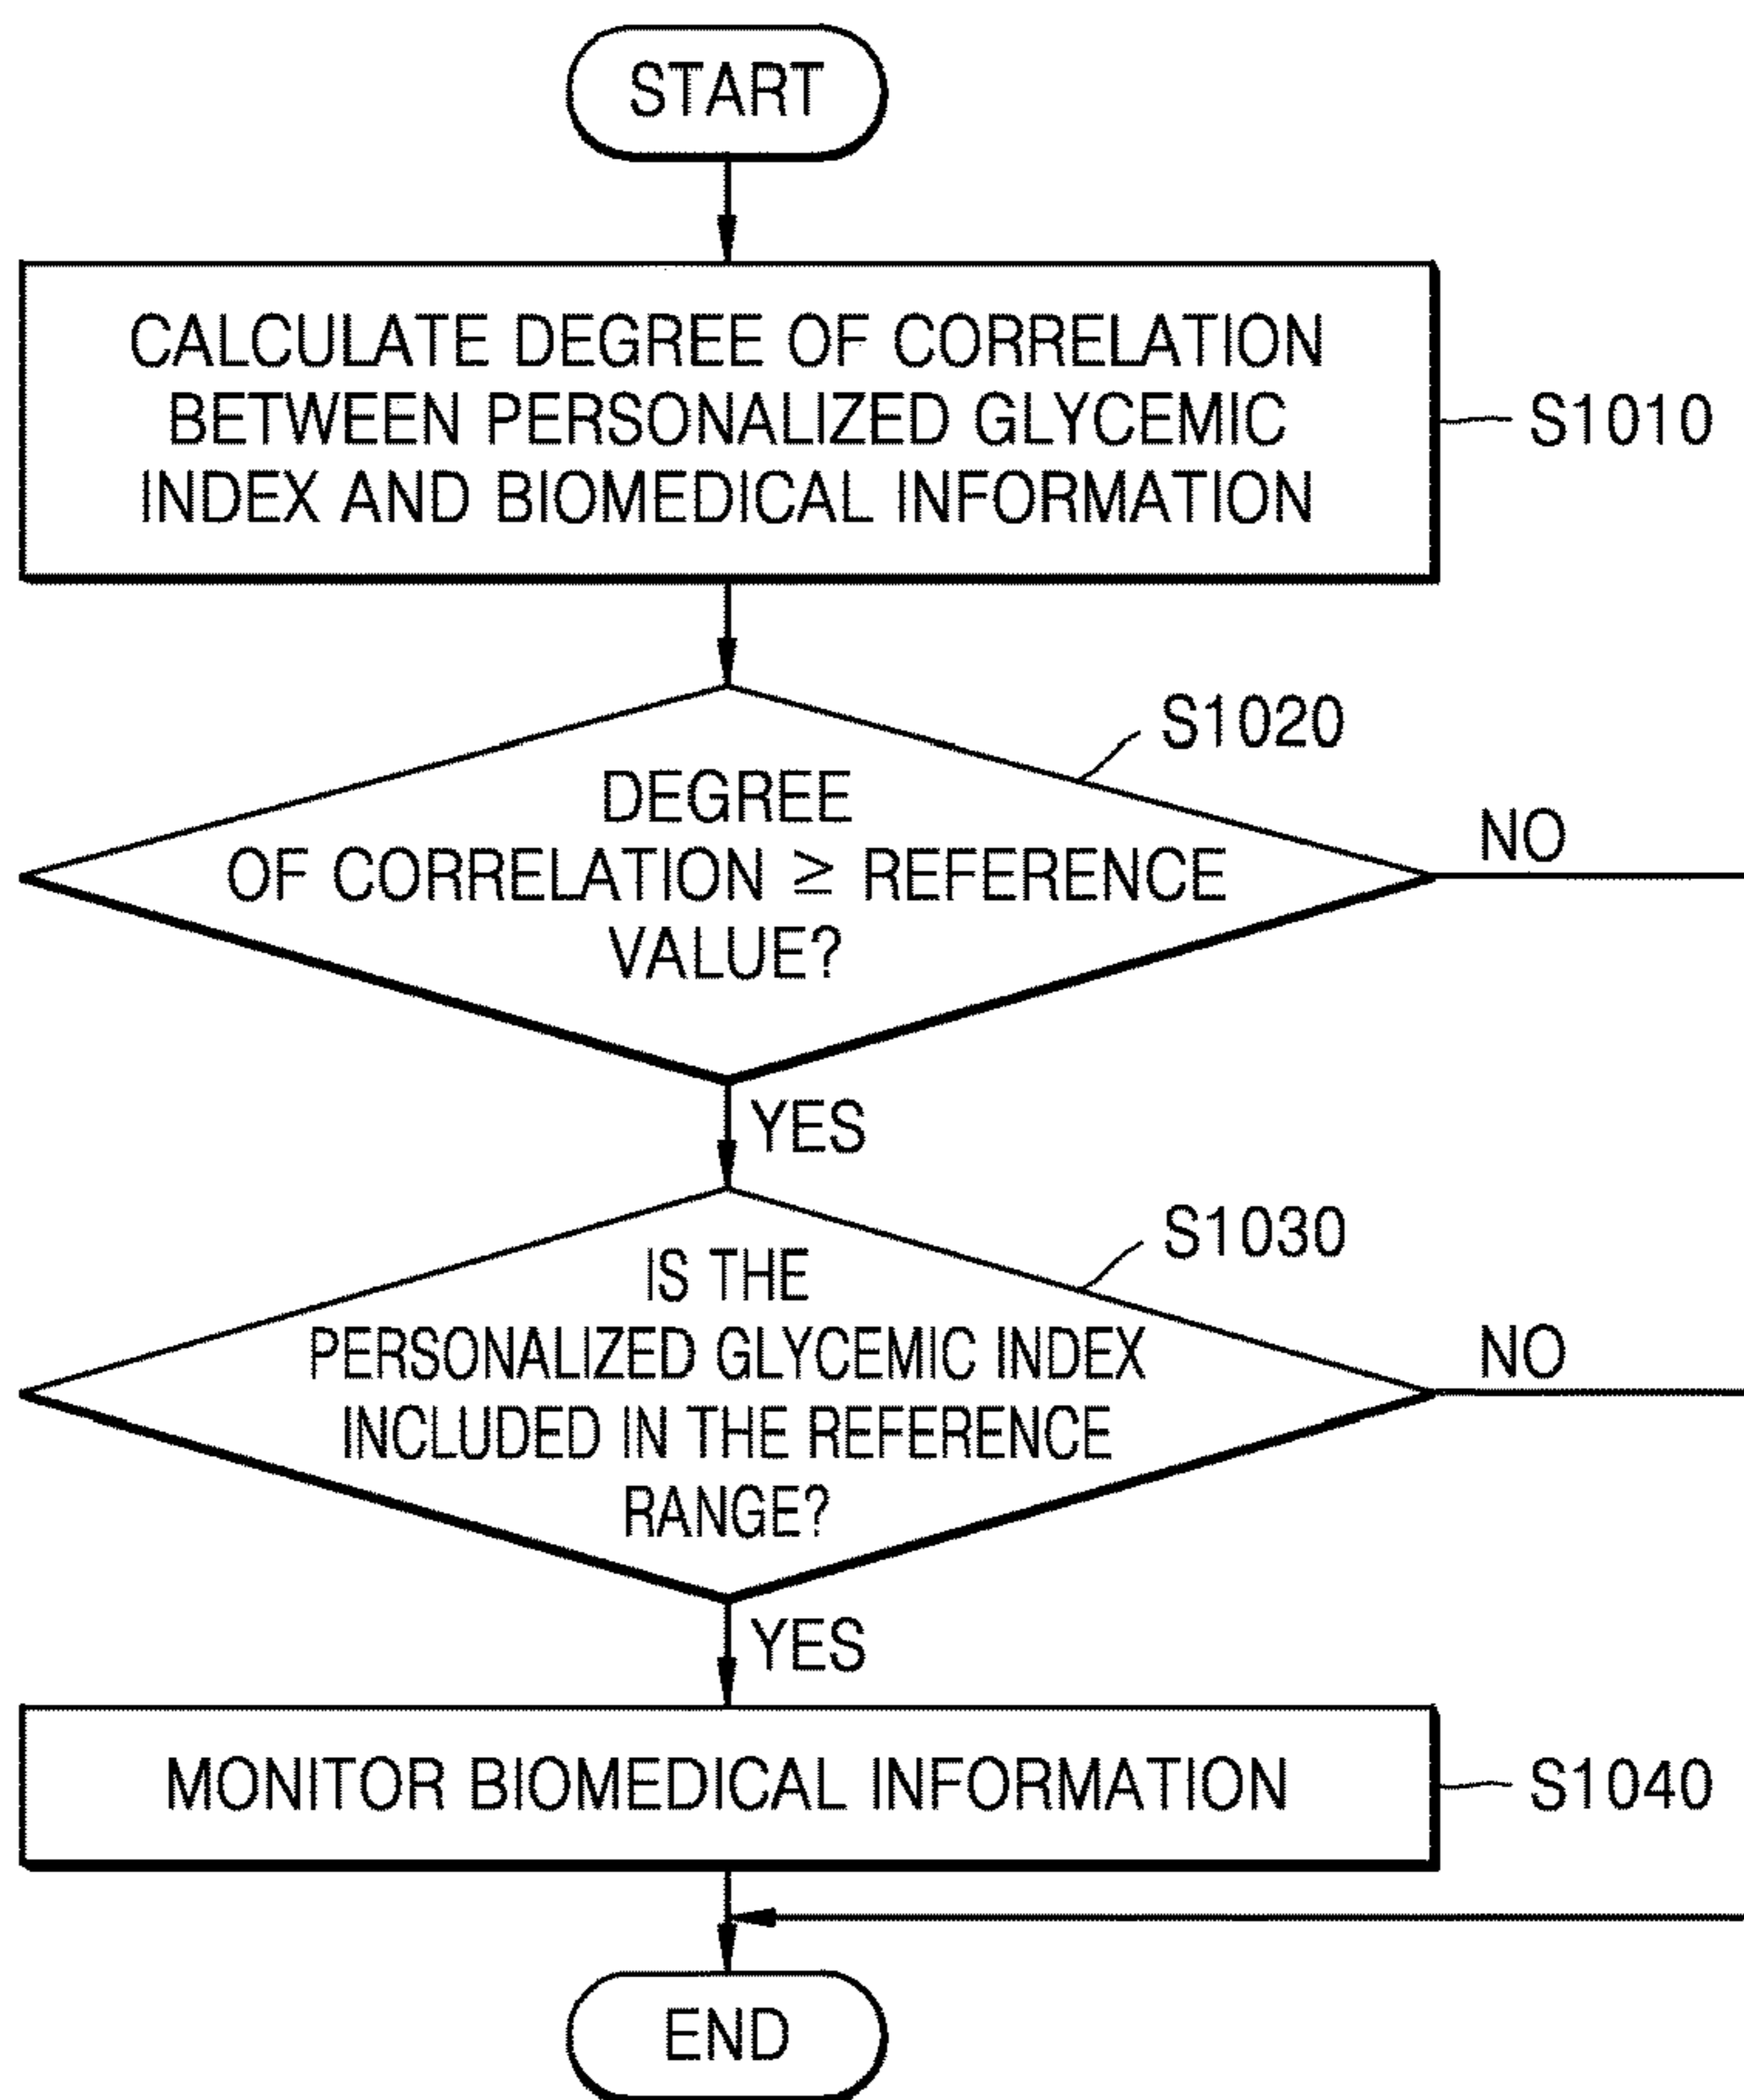 START
CALCULATE DEGREE OF CORRELATION
BETWEEN PERSONALIZED GLYCEMIC
INDEX AND BIOMEDICAL INFORMATION
S1010
S1020
DEGREE
OF CORRELATION ≥ REFERENCE
VALUE?
NO
YES
S1030
IS THE
PERSONALIZED GLYCEMIC INDEX
INCLUDED IN THE REFERENCE
RANGE?
NO
YES
MONITOR BIOMEDICAL INFORMATION
S1040
END